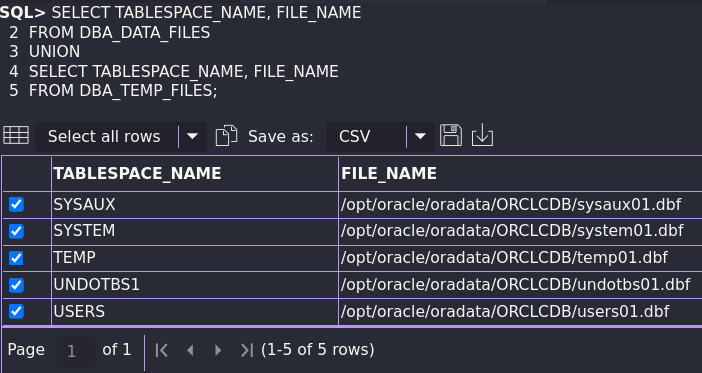 SQL> SELECT TABLESPACE_NAME, FILE_NAME
2 FROM DBA_DATA_FILES
3 UNION
4 SELECT TABLESPACE_NAME, FILE_NAME
5 FROM DBA_TEMP_FILES;
Select all rows Save as: CSV
TABLESPACE_NAME FILE_NAME
SYSAUX /opt/oracle/oradata/ORCLCDB/sysaux01.dbf
SYSTEM /opt/oracle/oradata/ORCLCDB/system01.dbf
TEMP /opt/oracle/oradata/ORCLCDB/temp01.dbf
UNDOTBS1 /opt/oracle/oradata/ORCLCDB/undotbs01.dbf
USERS /opt/oracle/oradata/ORCLCDB/users01.dbf
Page 1 of 1 (1-5 of 5 rows)